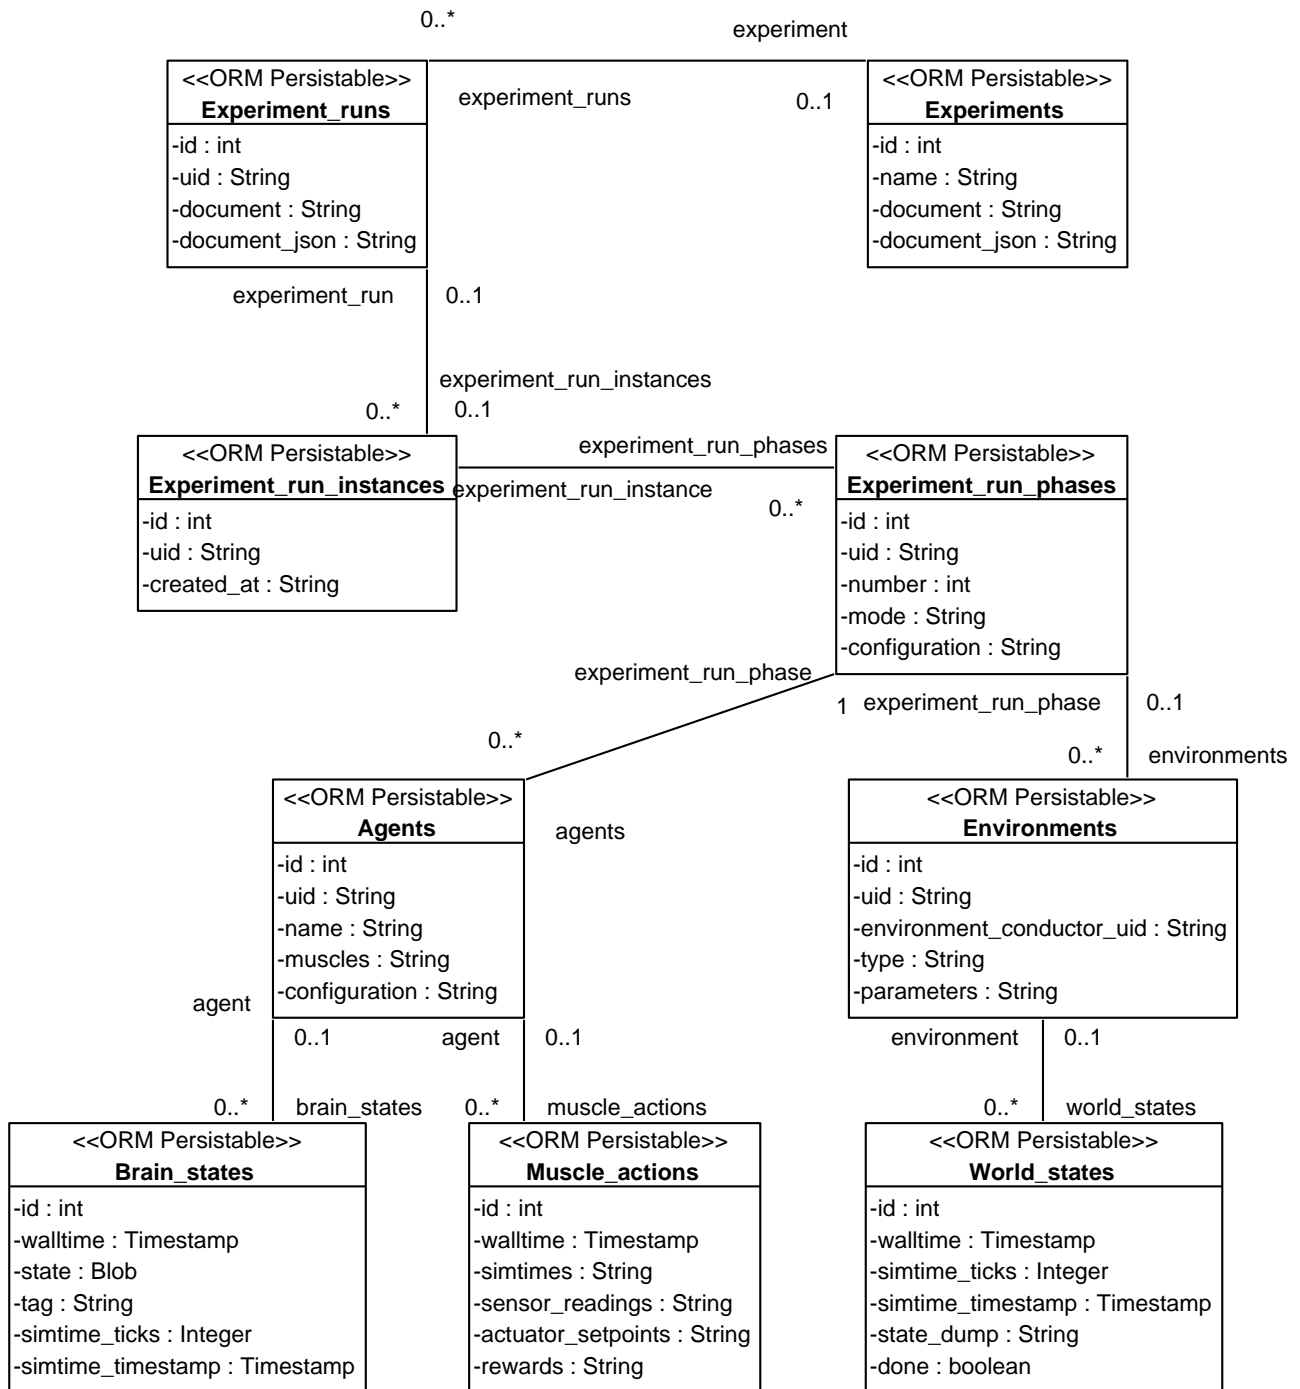 0..*
experiment
<<ORM Persistable>>
Experiment_runs
-id : int
-uid : String
-document : String
-document_json : String
experiment_runs
0..1
<<ORM Persistable>>
Experiments
-id : int
-name : String
-document : String
-document_json : String
experiment_run
0..1
experiment_run_instances
0..*
0..1
<<ORM Persistable>>
Experiment_run_instances
-id : int
-uid : String
-created_at : String
experiment_run_phases
experiment_run_instance
0..*
<<ORM Persistable>>
Experiment_run_phases
-id : int
-uid : String
-number : int
-mode : String
-configuration : String
experiment_run_phase
1
experiment_run_phase
0..1
0..*
0..*
environments
<<ORM Persistable>>
Agents
-id : int
-uid : String
-name : String
-muscles : String
-configuration : String
agents
<<ORM Persistable>>
Environments
-id : int
-uid : String
-environment_conductor_uid : String
-type : String
-parameters : String
agent
0..1
agent
0..1
environment
0..1
0..*
brain_states
0..*
muscle_actions
0..*
world_states
<<ORM Persistable>>
Brain_states
-id : int
-walltime : Timestamp
-state : Blob
-tag : String
-simtime_ticks : Integer
-simtime_timestamp : Timestamp
<<ORM Persistable>>
Muscle_actions
-id : int
-walltime : Timestamp
-simtimes : String
-sensor_readings : String
-actuator_setpoints : String
-rewards : String
<<ORM Persistable>>
World_states
-id : int
-walltime : Timestamp
-simtime_ticks : Integer
-simtime_timestamp : Timestamp
-state_dump : String
-done : boolean